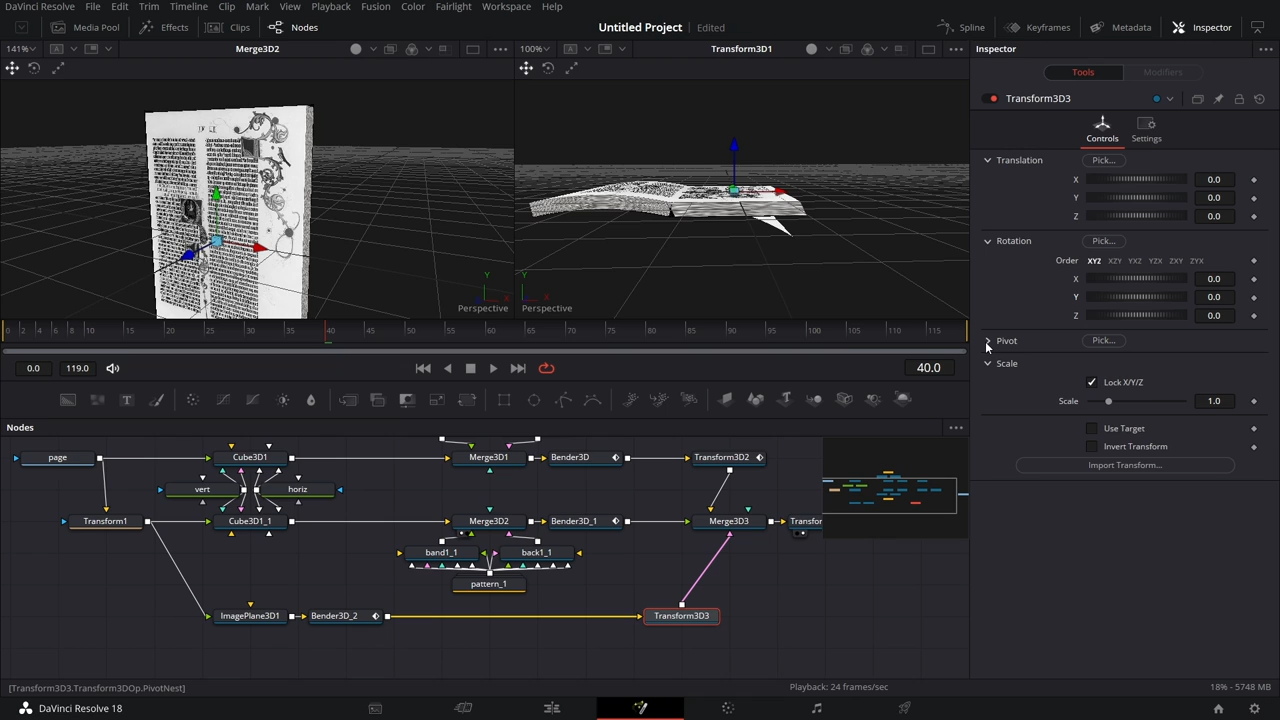 DaVinci Resolve File Edit Trim Timeline Clip Mark View Playback Fusion Color Fairlight Workspace Help
Media Pool Effects Clips Nodes Untitled Project Edited Spline Keyframes Metadata Inspector
141% Merge3D2 100% Transform3D1 Inspector
Tools Modifiers
Transform3D3
Controls Settings
Translation Pick...
X 0.0
Y 0.0
Z 0.0
Rotation Pick...
Order XYZ XZY YXZ YZX ZXY ZYX
X 0.0
Y 0.0
Z 0.0
Pivot Pick...
Scale
Lock X/Y/Z
Scale 1.0
Use Target
Invert Transform
Import Transform...
Y
Perspective
Y
Perspective
0 2 4 6 8 10 15 20 25 30 35 40 45 50 55 60 65 70 75 80 85 90 95 100 105 110 115
0.0 119.0 40.0
Nodes
page Cube3D1 Merge3D1 Bender3D Transform3D2
vert horiz
Transform1 Cube3D1_1 Merge3D2 Bender3D_1 Merge3D3 Transfor
band1_1 back1_1
pattern_1
ImagePlane3D1 Bender3D_2 Transform3D3
[Transform3D3.Transform3DOp.PivotNest] Playback: 24 frames/sec 18% - 5748 MB
DaVinci Resolve 18